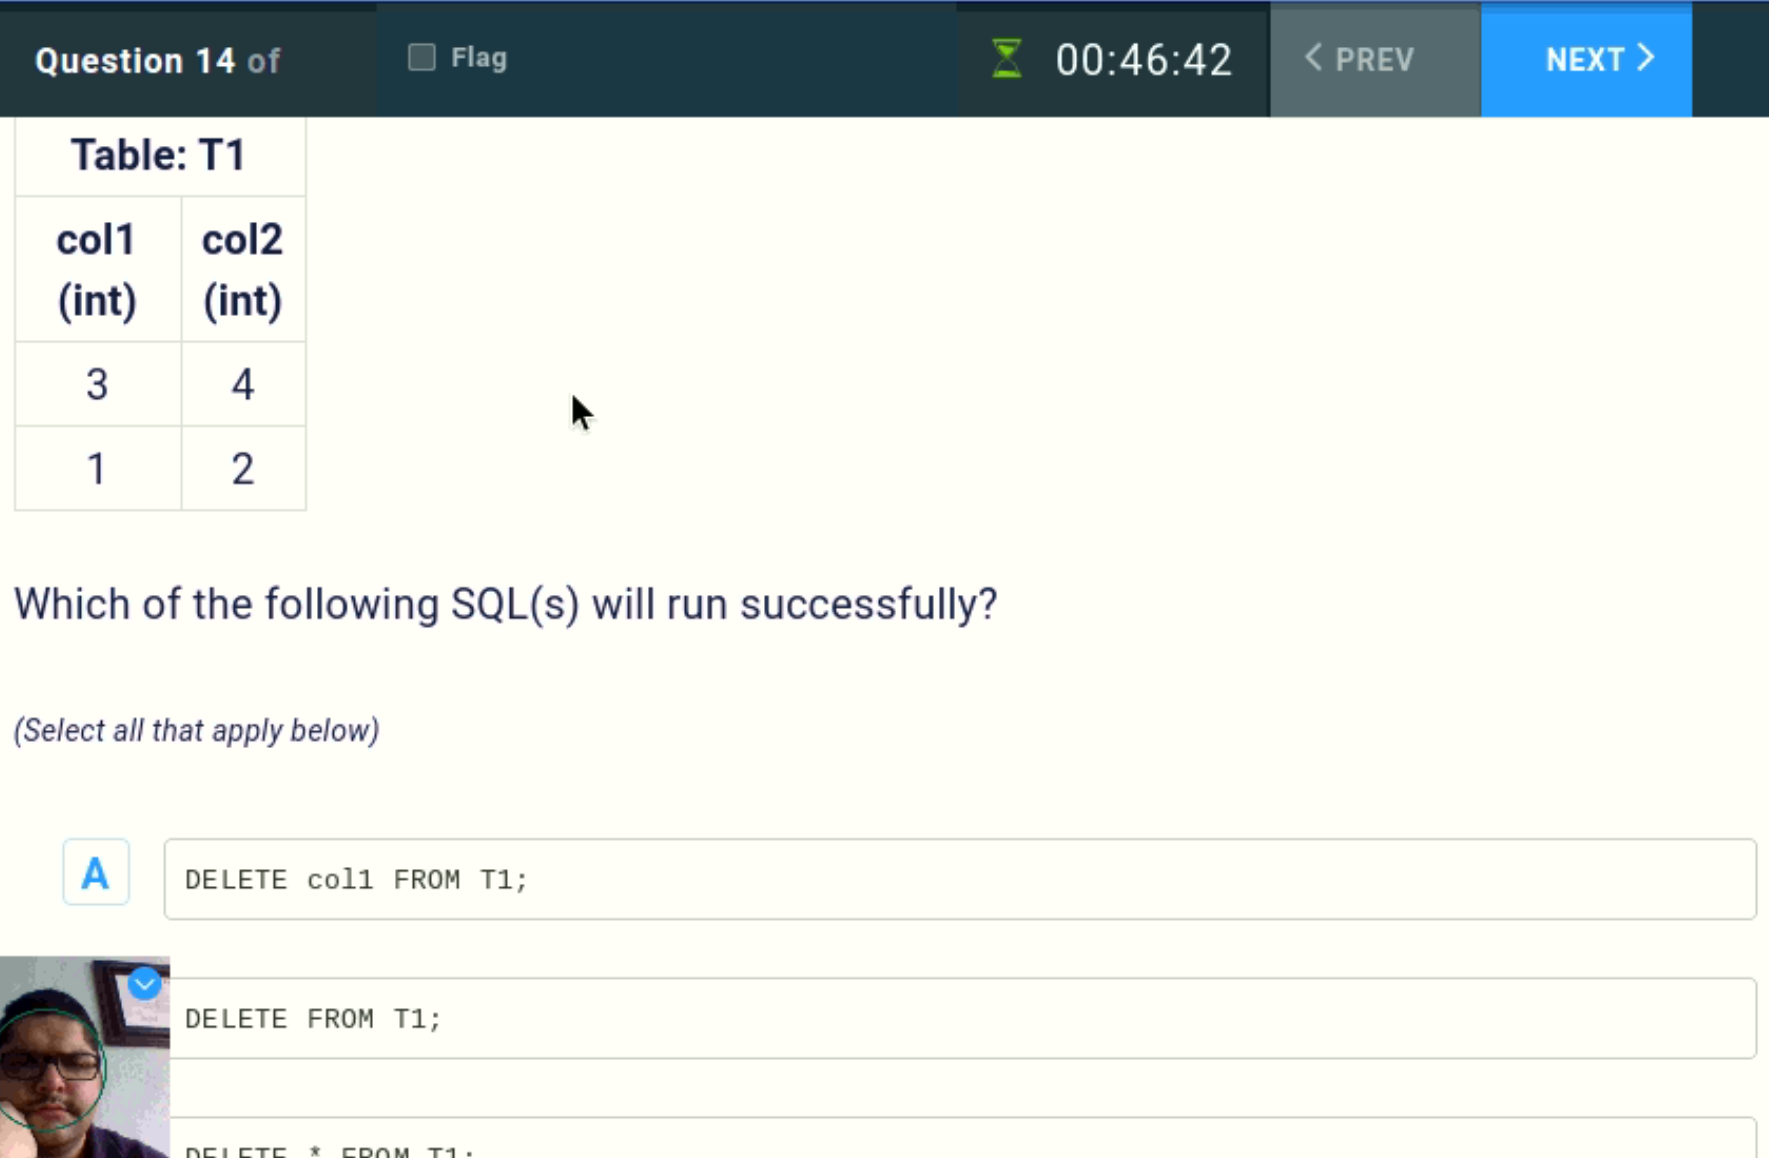 Question 14 of
Flag
00:46:42
PREV
NEXT
Table: T1
col1 (int)
col2 (int)
3 4
1 2
Which of the following SQL(s) will run successfully?
(Select all that apply below)
A
DELETE col1 FROM T1;
DELETE FROM T1;
DELETE * FROM T1;